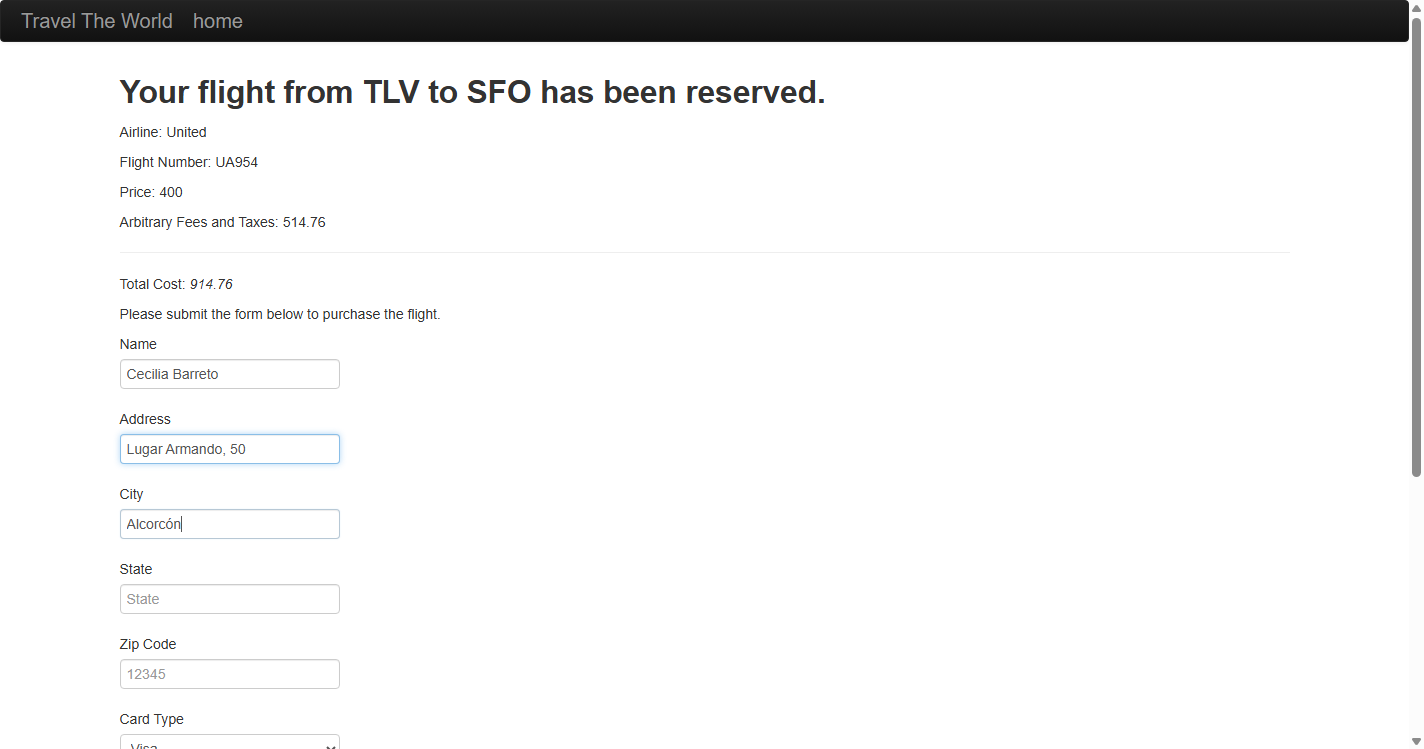 Travel The World home
Your flight from TLV to SFO has been reserved.
Airline: United
Flight Number: UA954
Price: 400
Arbitrary Fees and Taxes: 514.76
Total Cost: 914.76
Please submit the form below to purchase the flight.
Name
Cecilia Barreto
Address
Lugar Armando, 50
City
Alcorcón
State
State
Zip Code
12345
Card Type
Visa